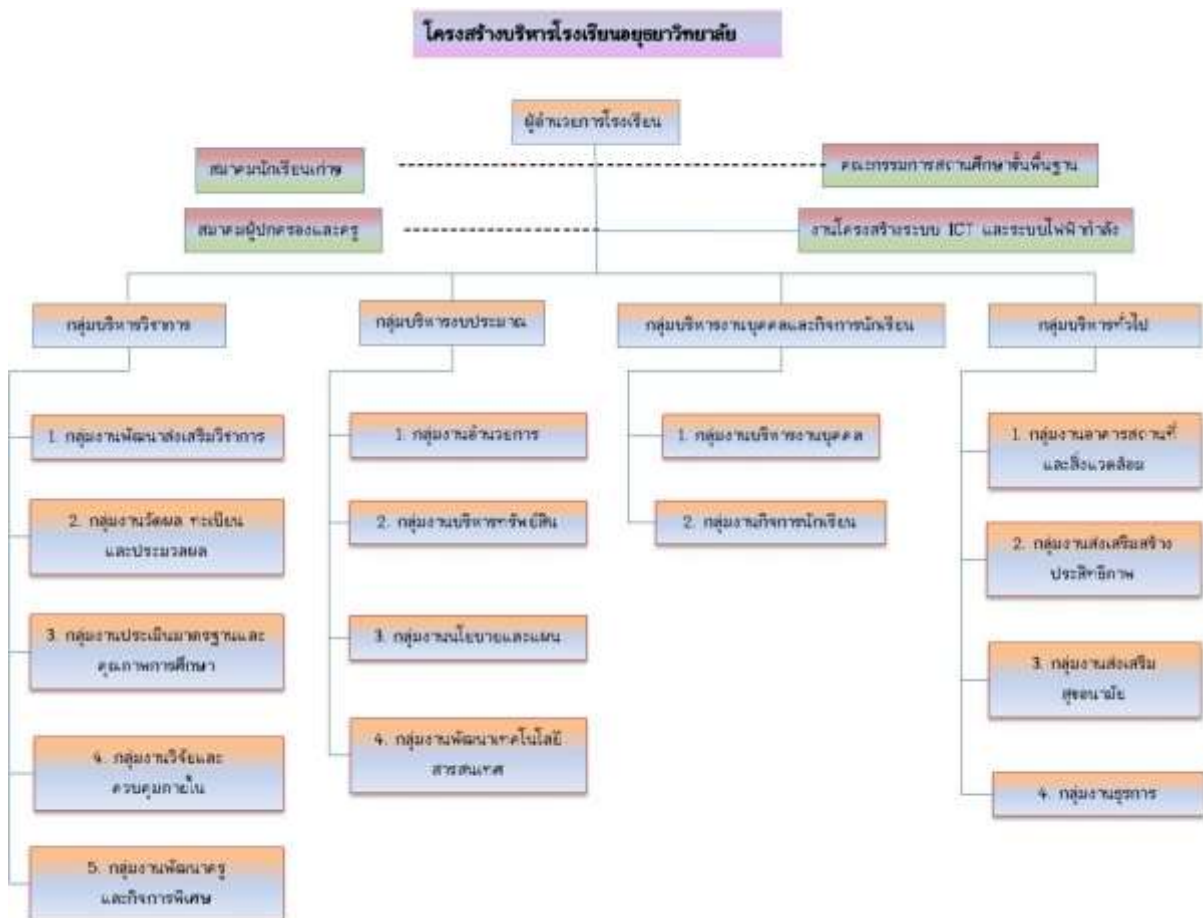 โครงสร้างบริหารโรงเรียนอยุธยาวิทยาลัย
ผู้อำนวยการโรงเรียน
สมาคมนักเรียนเก่าฯ
คณะกรรมการสถานศึกษาขั้นพื้นฐาน
สมาคมผู้ปกครองและครู
งานโครงสร้างระบบ ICT และระบบไฟฟ้ากำลัง
กลุ่มบริหารวิชาการ
กลุ่มบริหารงบประมาณ
กลุ่มบริหารงานบุคคลและกิจการนักเรียน
กลุ่มบริหารทั่วไป
1. กลุ่มงานพัฒนาส่งเสริมวิชาการ
2. กลุ่มงานวัดผล ทะเบียน
และประมวลผล
3. กลุ่มงานประเมินมาตรฐานและ
คุณภาพการศึกษา
4. กลุ่มงานวิจัยและ
ควบคุมภายใน
5. กลุ่มงานพัฒนาครู
และกิจการพิเศษ
1. กลุ่มงานอำนวยการ
2. กลุ่มงานบริหารทรัพย์สิน
3. กลุ่มงานนโยบายและแผน
4. กลุ่มงานพัฒนาเทคโนโลยี
สารสนเทศ
1. กลุ่มงานบริหารงานบุคคล
2. กลุ่มงานกิจการนักเรียน
1. กลุ่มงานอาคารสถานที่
และสิ่งแวดล้อม
2. กลุ่มงานส่งเสริมสร้าง
ประสิทธิภาพ
3. กลุ่มงานส่งเสริม
สุขอนามัย
4. กลุ่มงานธุรการ